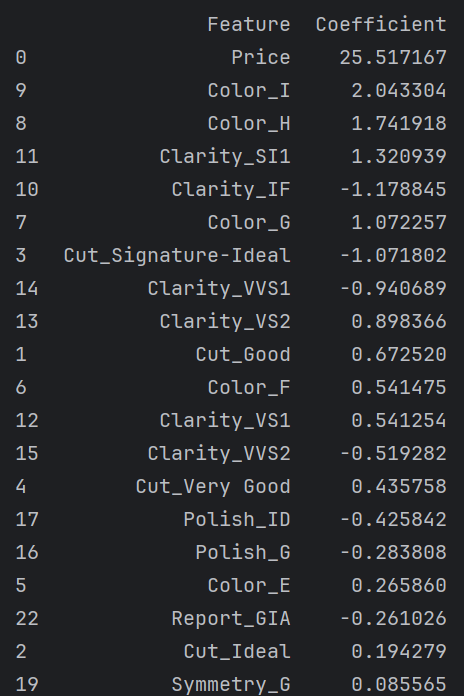 Feature Coefficient
0 Price 25.517167
9 Color_I 2.043304
8 Color_H 1.741918
11 Clarity_SI1 1.320939
10 Clarity_IF -1.178845
7 Color_G 1.072257
3 Cut_Signature-Ideal -1.071802
14 Clarity_VVS1 -0.940689
13 Clarity_VS2 0.898366
1 Cut_Good 0.672520
6 Color_F 0.541475
12 Clarity_VS1 0.541254
15 Clarity_VVS2 -0.519282
4 Cut_Very Good 0.435758
17 Polish_ID -0.425842
16 Polish_G -0.283808
5 Color_E 0.265860
22 Report_GIA -0.261026
2 Cut_Ideal 0.194279
19 Symmetry_G 0.085565